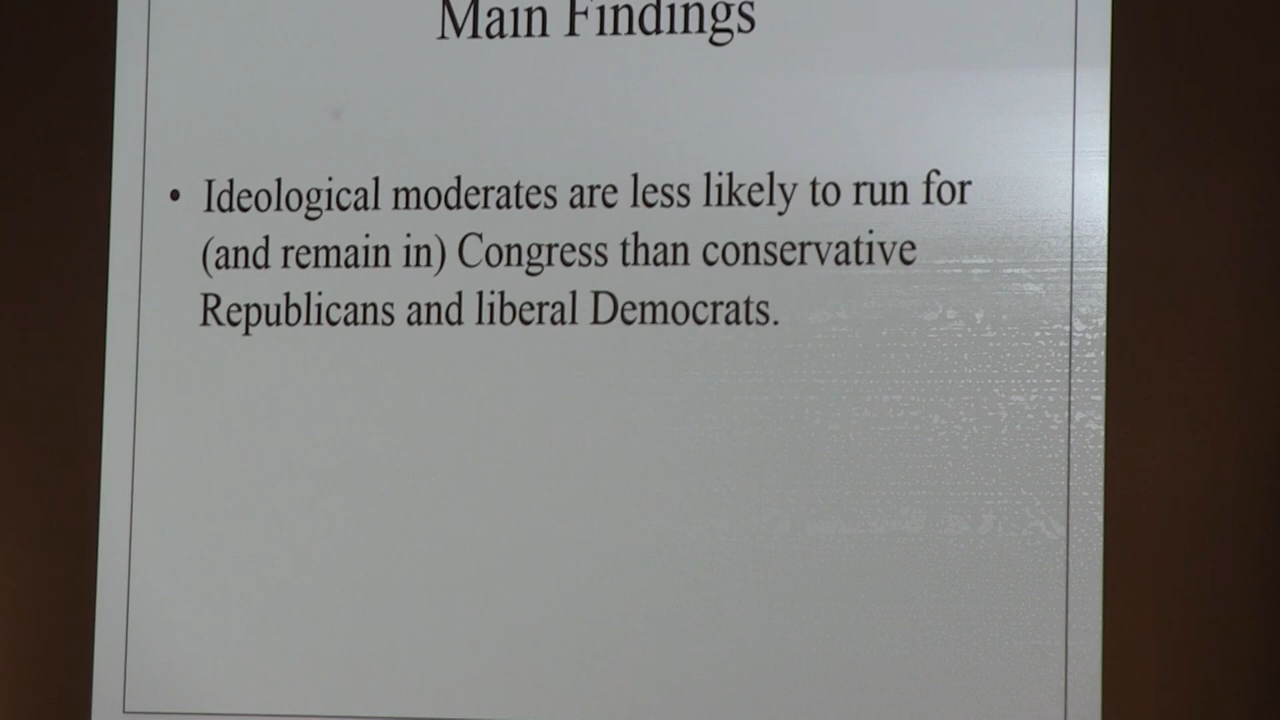 Main Findings
• Ideological moderates are less likely to run for
(and remain in) Congress than conservative
Republicans and liberal Democrats.